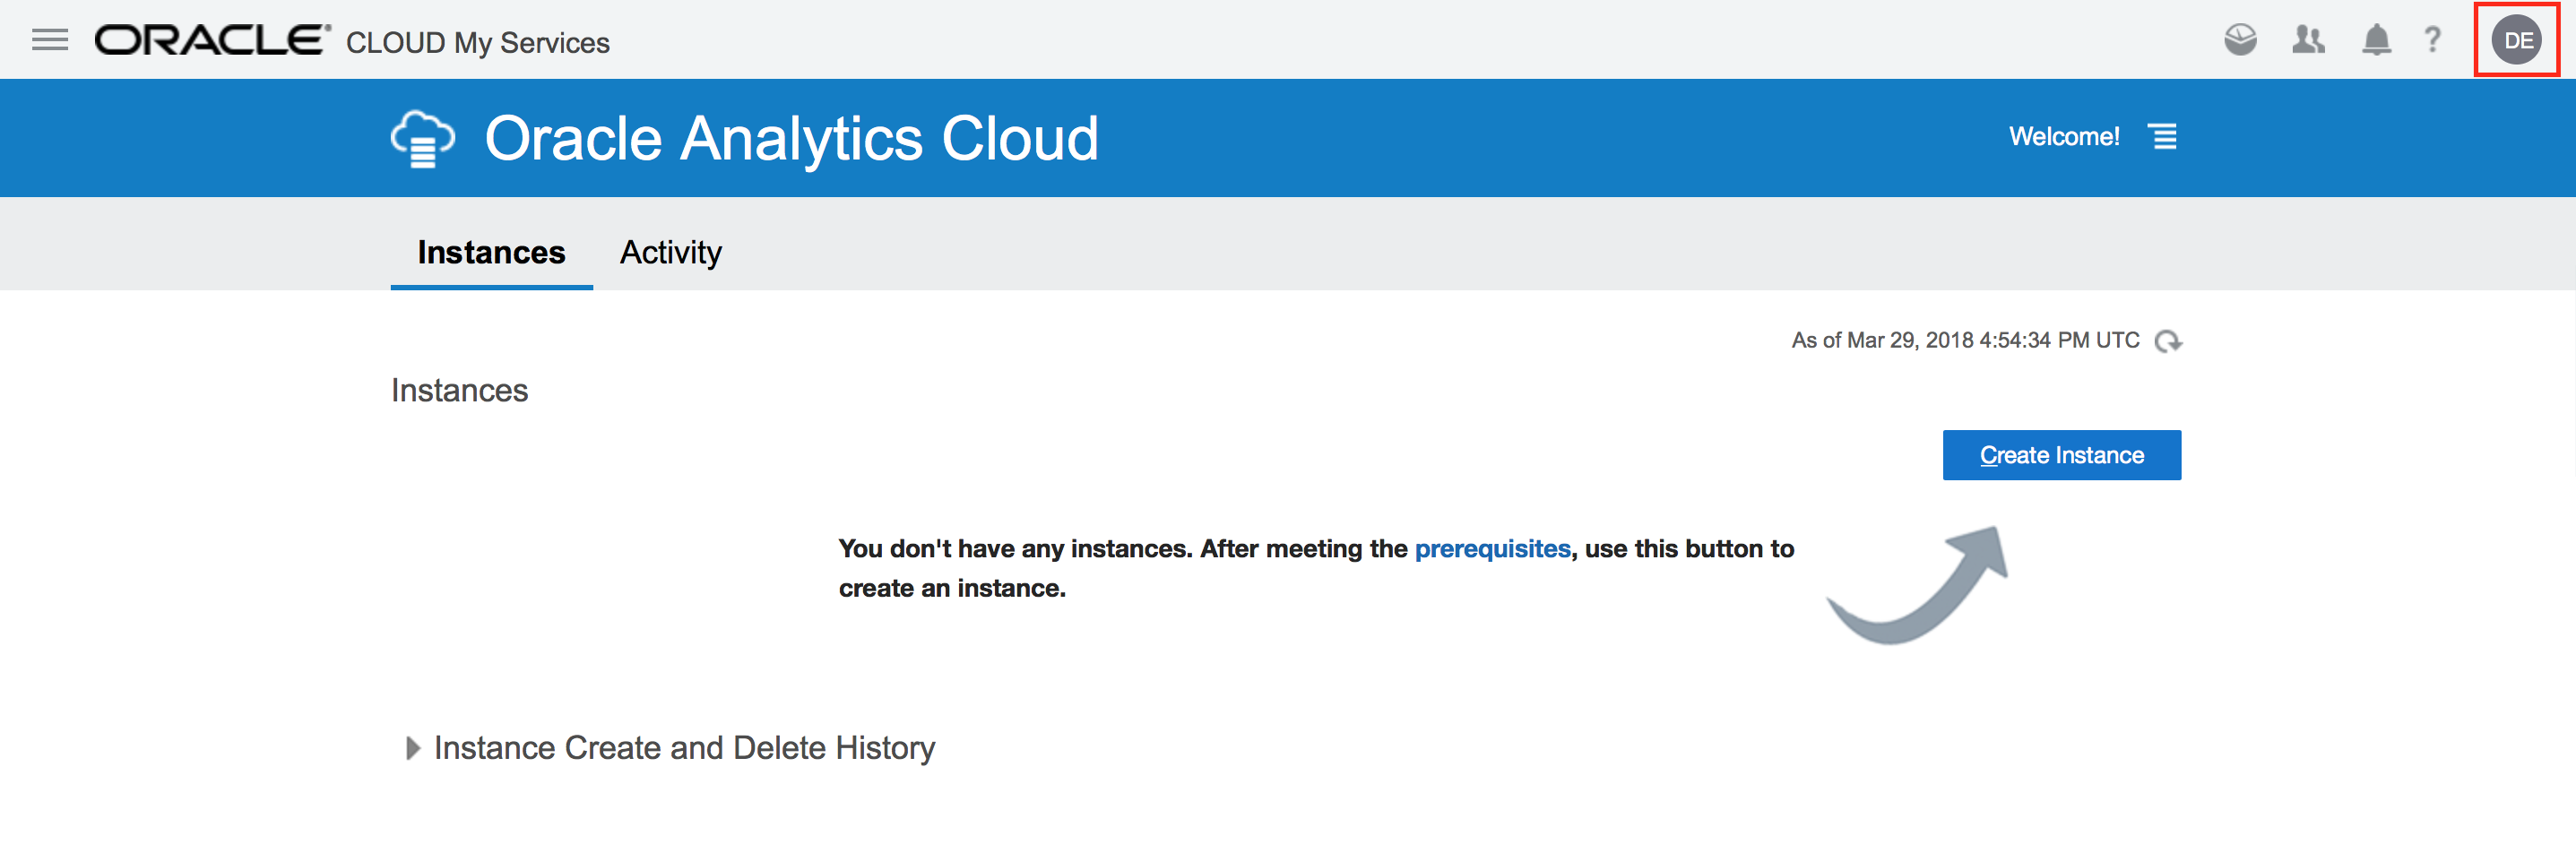 ORACLE® CLOUD My Services
?
DE
Oracle Analytics Cloud
Welcome!
Instances
Activity
As of Mar 29, 2018 4:54:34 PM UTC
Instances
Create Instance
You don't have any instances. After meeting the prerequisites, use this button to
create an instance.
Instance Create and Delete History